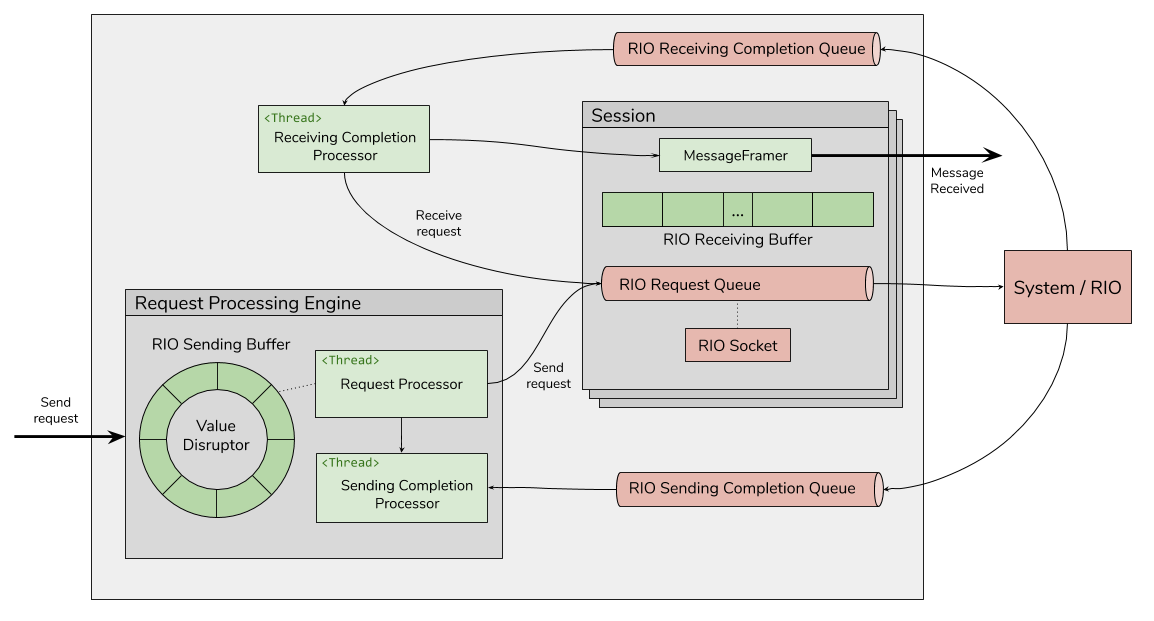 RIO Receiving Completion Queue
<Thread>
Receiving Completion
Processor
Session
MessageFramer
Message
Received
...
RIO Receiving Buffer
Receive
request
RIO Request Queue
System / RIO
RIO Socket
Request Processing Engine
RIO Sending Buffer
<Thread>
Request Processor
Send
request
Send
request
Value
Disruptor
<Thread>
Sending Completion
Processor
RIO Sending Completion Queue